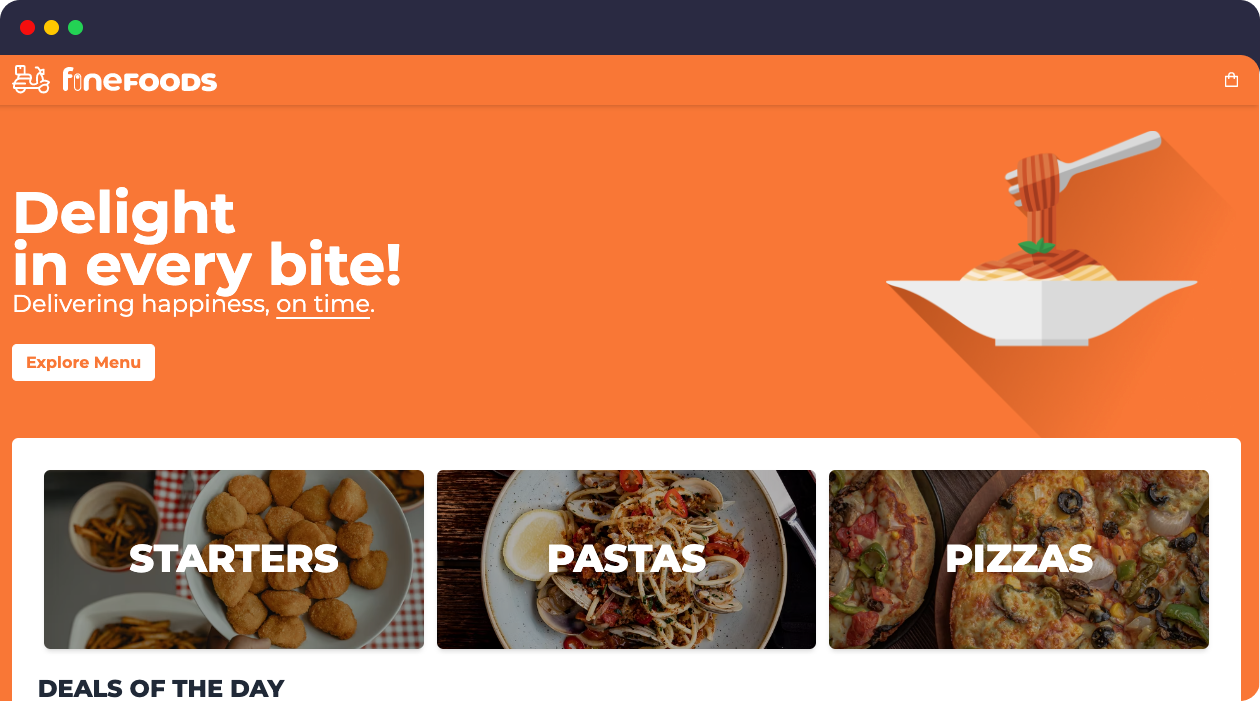 fineFOODS
Delight
in every bite!
Delivering happiness, on time.
Explore Menu
STARTERS
PASTAS
PIZZAS
DEALS OF THE DAY